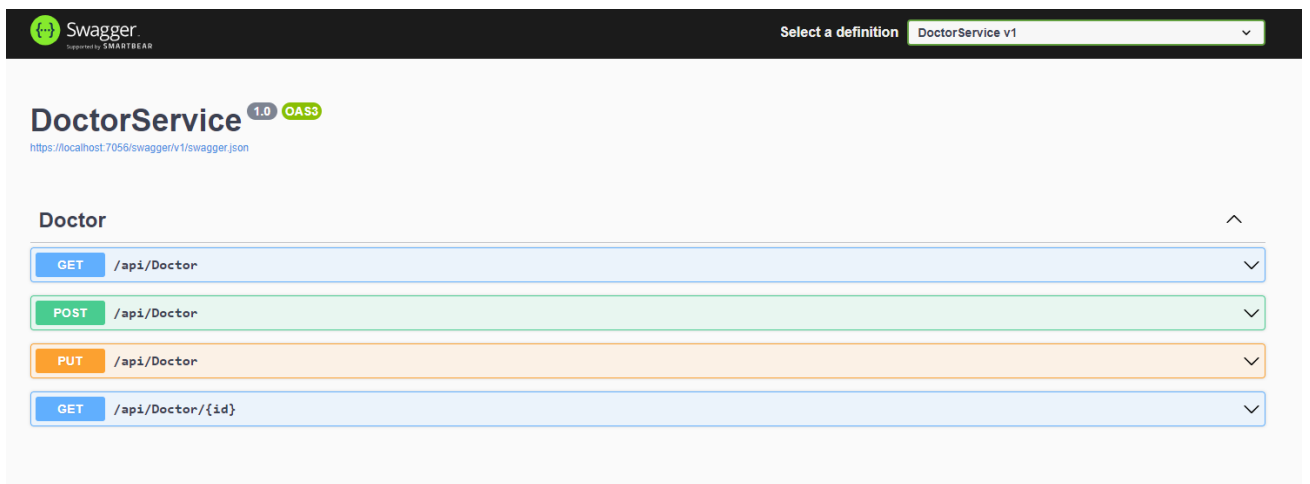 {··} Swagger.
Supported by SMARTBEAR
Select a definition DoctorService v1
DoctorService 1.0 OAS3
https://localhost:7056/swagger/v1/swagger.json
Doctor
GET /api/Doctor
POST /api/Doctor
PUT /api/Doctor
GET /api/Doctor/{id}